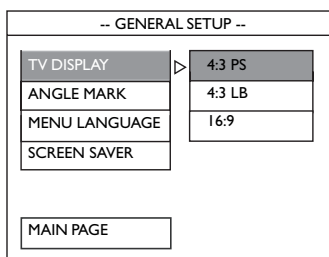 -- GENERAL SETUP --
TV DISPLAY
4:3 PS
ANGLE MARK
4:3 LB
MENU LANGUAGE
16:9
SCREEN SAVER
MAIN PAGE